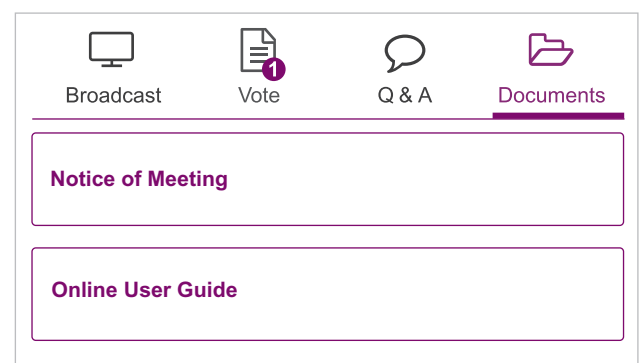 1
Broadcast Vote Q & A Documents
Notice of Meeting
Online User Guide